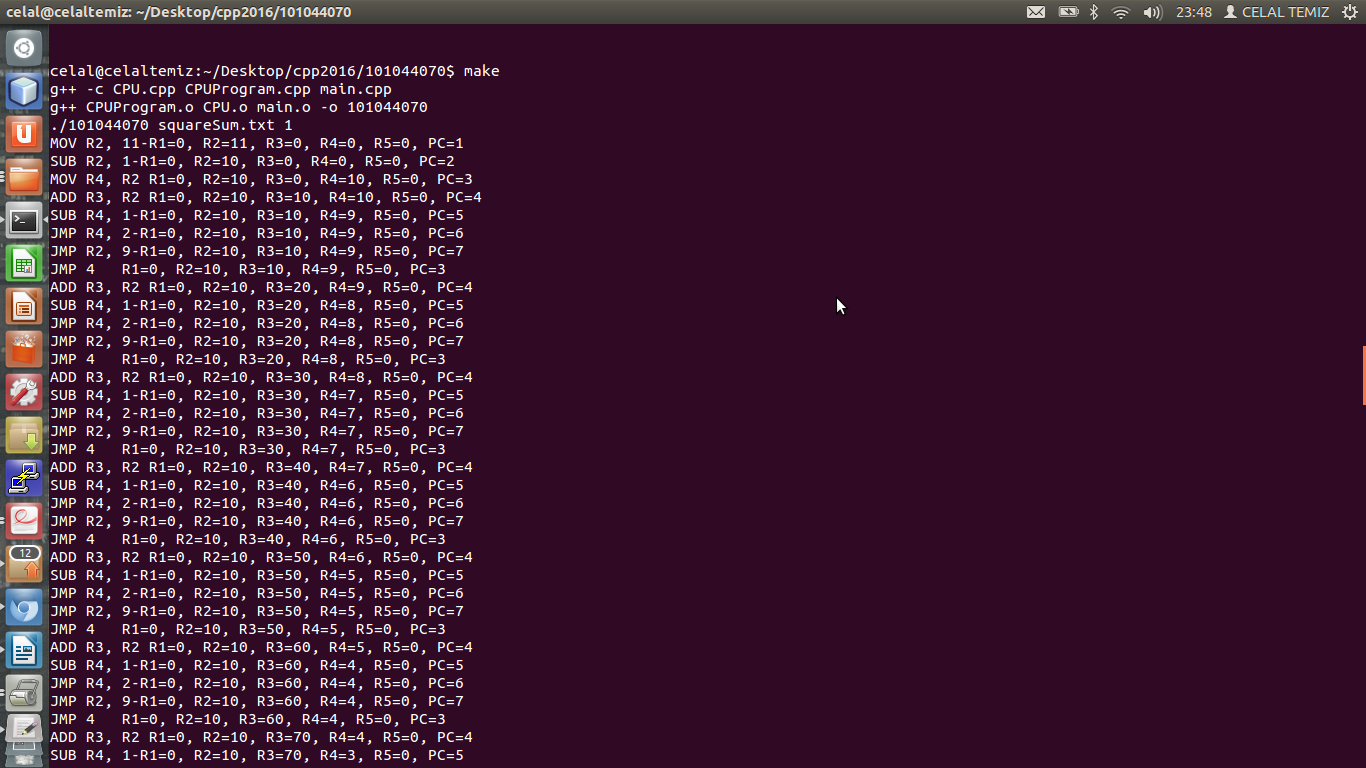 celal@celaltemiz: ~/Desktop/cpp2016/101044070
23:48
CELAL TEMIZ
celal@celaltemiz:~/Desktop/cpp2016/101044070$ make
g++ -c CPU.cpp CPUProgram.cpp main.cpp
g++ CPUProgram.o CPU.o main.o -o 101044070
./101044070 squareSum.txt 1
MOV R2, 11-R1=0, R2=11, R3=0, R4=0, R5=0, PC=1
SUB R2, 1-R1=0, R2=10, R3=0, R4=0, R5=0, PC=2
MOV R4, R2 R1=0, R2=10, R3=0, R4=10, R5=0, PC=3
ADD R3, R2 R1=0, R2=10, R3=10, R4=10, R5=0, PC=4
SUB R4, 1-R1=0, R2=10, R3=10, R4=9, R5=0, PC=5
JMP R4, 2-R1=0, R2=10, R3=10, R4=9, R5=0, PC=6
JMP R2, 9-R1=0, R2=10, R3=10, R4=9, R5=0, PC=7
JMP 4   R1=0, R2=10, R3=10, R4=9, R5=0, PC=3
ADD R3, R2 R1=0, R2=10, R3=20, R4=9, R5=0, PC=4
SUB R4, 1-R1=0, R2=10, R3=20, R4=8, R5=0, PC=5
JMP R4, 2-R1=0, R2=10, R3=20, R4=8, R5=0, PC=6
JMP R2, 9-R1=0, R2=10, R3=20, R4=8, R5=0, PC=7
JMP 4   R1=0, R2=10, R3=20, R4=8, R5=0, PC=3
ADD R3, R2 R1=0, R2=10, R3=30, R4=8, R5=0, PC=4
SUB R4, 1-R1=0, R2=10, R3=30, R4=7, R5=0, PC=5
JMP R4, 2-R1=0, R2=10, R3=30, R4=7, R5=0, PC=6
JMP R2, 9-R1=0, R2=10, R3=30, R4=7, R5=0, PC=7
JMP 4   R1=0, R2=10, R3=30, R4=7, R5=0, PC=3
ADD R3, R2 R1=0, R2=10, R3=40, R4=7, R5=0, PC=4
SUB R4, 1-R1=0, R2=10, R3=40, R4=6, R5=0, PC=5
JMP R4, 2-R1=0, R2=10, R3=40, R4=6, R5=0, PC=6
JMP R2, 9-R1=0, R2=10, R3=40, R4=6, R5=0, PC=7
JMP 4   R1=0, R2=10, R3=40, R4=6, R5=0, PC=3
ADD R3, R2 R1=0, R2=10, R3=50, R4=6, R5=0, PC=4
SUB R4, 1-R1=0, R2=10, R3=50, R4=5, R5=0, PC=5
JMP R4, 2-R1=0, R2=10, R3=50, R4=5, R5=0, PC=6
JMP R2, 9-R1=0, R2=10, R3=50, R4=5, R5=0, PC=7
JMP 4   R1=0, R2=10, R3=50, R4=5, R5=0, PC=3
ADD R3, R2 R1=0, R2=10, R3=60, R4=5, R5=0, PC=4
SUB R4, 1-R1=0, R2=10, R3=60, R4=4, R5=0, PC=5
JMP R4, 2-R1=0, R2=10, R3=60, R4=4, R5=0, PC=6
JMP R2, 9-R1=0, R2=10, R3=60, R4=4, R5=0, PC=7
JMP 4   R1=0, R2=10, R3=60, R4=4, R5=0, PC=3
ADD R3, R2 R1=0, R2=10, R3=70, R4=4, R5=0, PC=4
SUB R4, 1-R1=0, R2=10, R3=70, R4=3, R5=0, PC=5
12